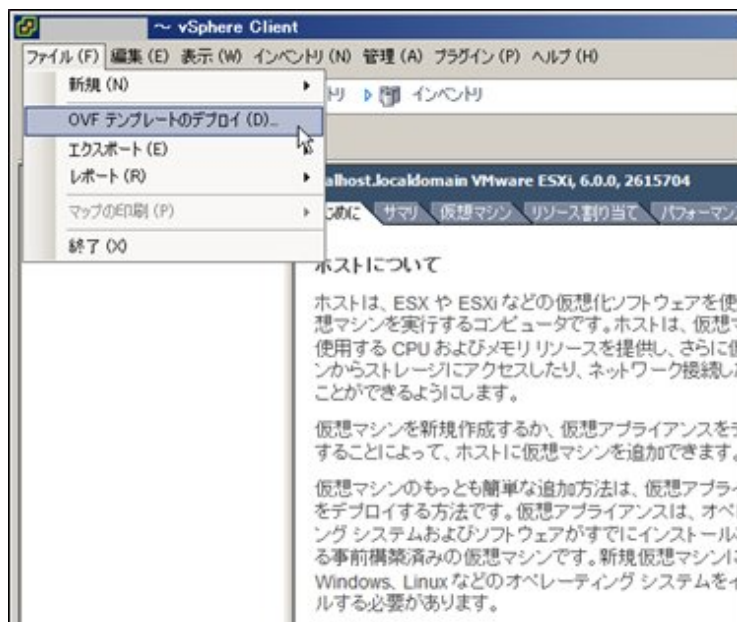 ～ vSphere Client
ファイル (F) 編集 (E) 表示 (W) インベントリ (N) 管理 (A) プラグイン (P) ヘルプ (H)
新規 (N)
トリ インベントリ
OVF テンプレートのデプロイ (D)...
エクスポート (E)
レポート (R)
alhost.localdomain VMware ESXi, 6.0.0, 2615704
マップの印刷 (P)
じめに サマリ 仮想マシン リソース割り当て パフォーマン
終了 (X)
ホストについて
ホストは、ESX や ESXi などの仮想化ソフトウェアを使
想マシンを実行するコンピュータです。ホストは、仮想マ
使用する CPU およびメモリ リソースを提供し、さらに仮
ンからストレージにアクセスしたり、ネットワーク接続した
ことができるようにします。
仮想マシンを新規作成するか、仮想アプライアンスをデ
することによって、ホストに仮想マシンを追加できます。
仮想マシンのもっとも簡単な追加方法は、仮想アプライ
をデプロイする方法です。仮想アプライアンスは、オペ
ング システムおよびソフトウェアがすでにインストール
る事前構築済みの仮想マシンです。新規仮想マシンに
Windows、Linux などのオペレーティング システムをイ
ルする必要があります。